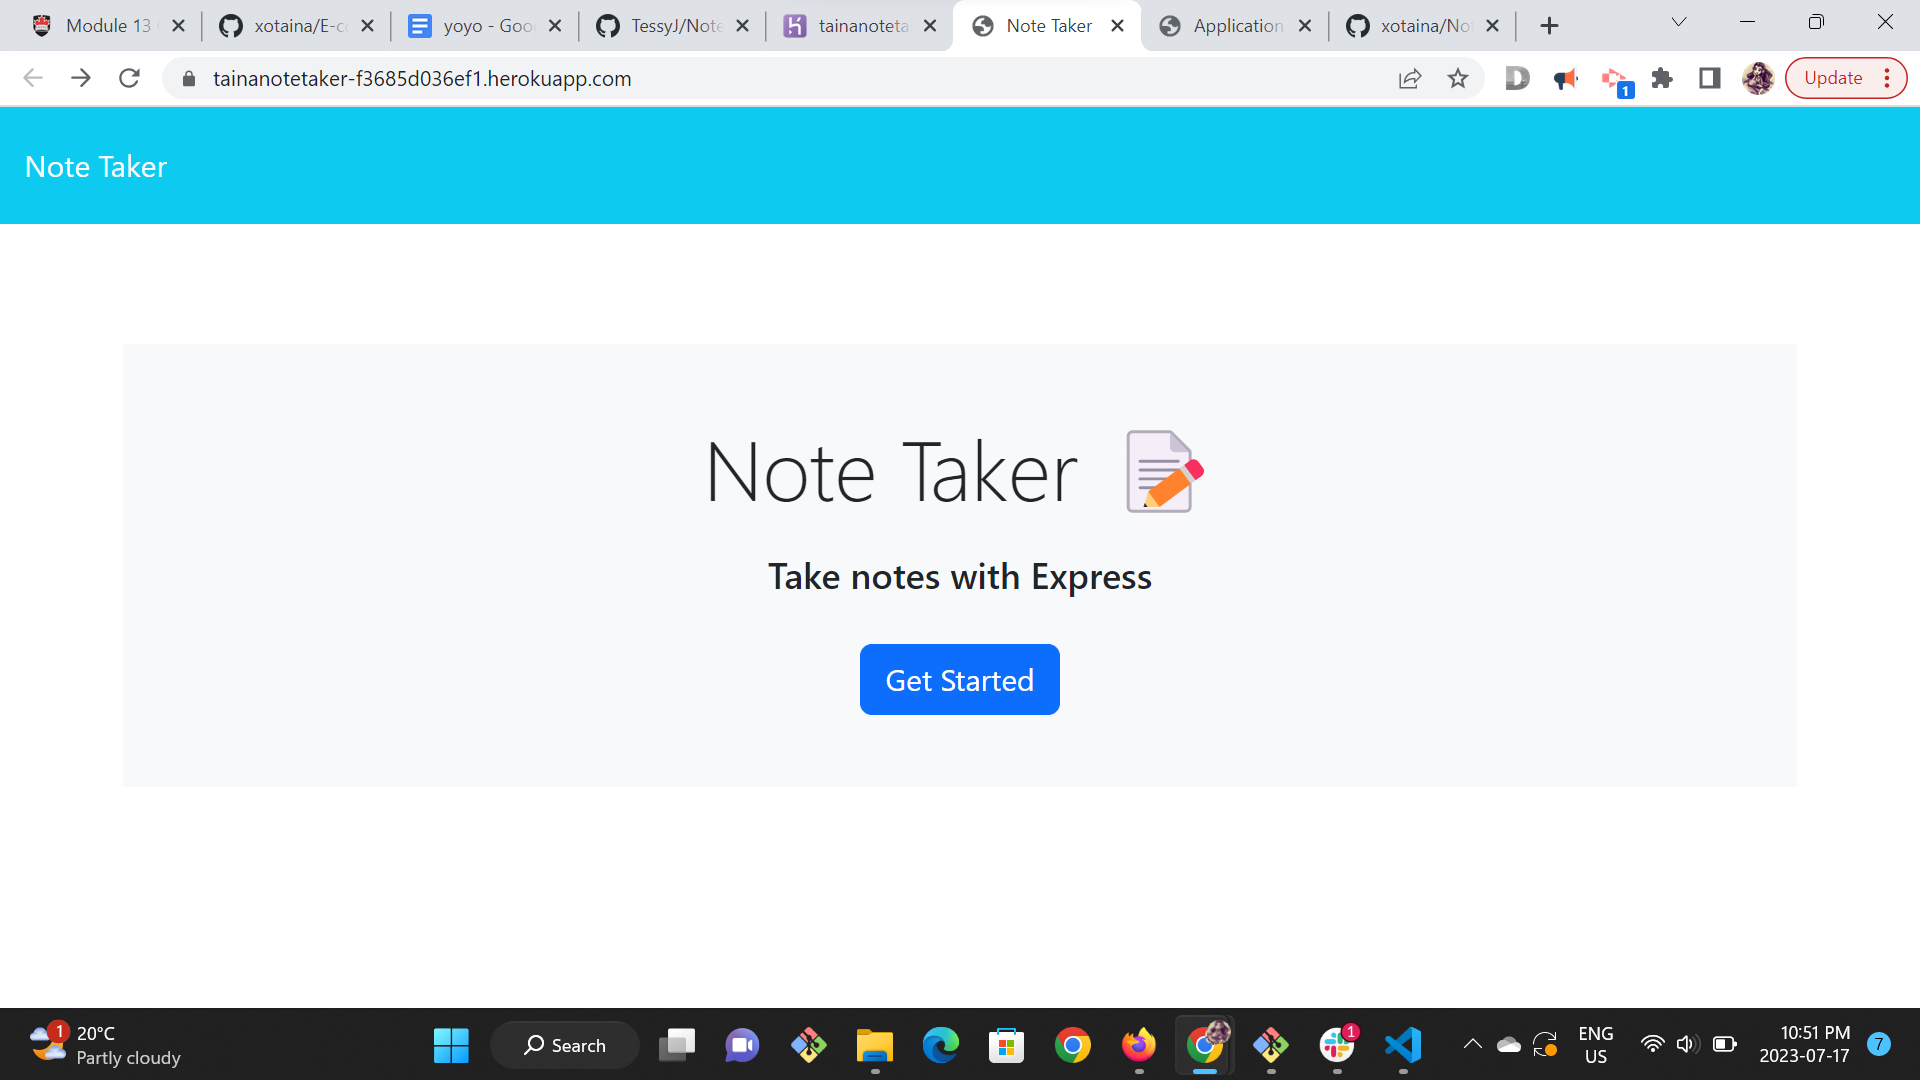 Module 13
xotaina/E-c
yoyo - Goo
TessyJ/Note
tainanoteta
Note Taker
Application
xotaina/Not
tainanotetaker-f3685d036ef1.herokuapp.com
1
Update
Note Taker
Note Taker
Take notes with Express
Get Started
1
20°C
Partly cloudy
Search
1
ENG
US
10:51 PM
2023-07-17
7